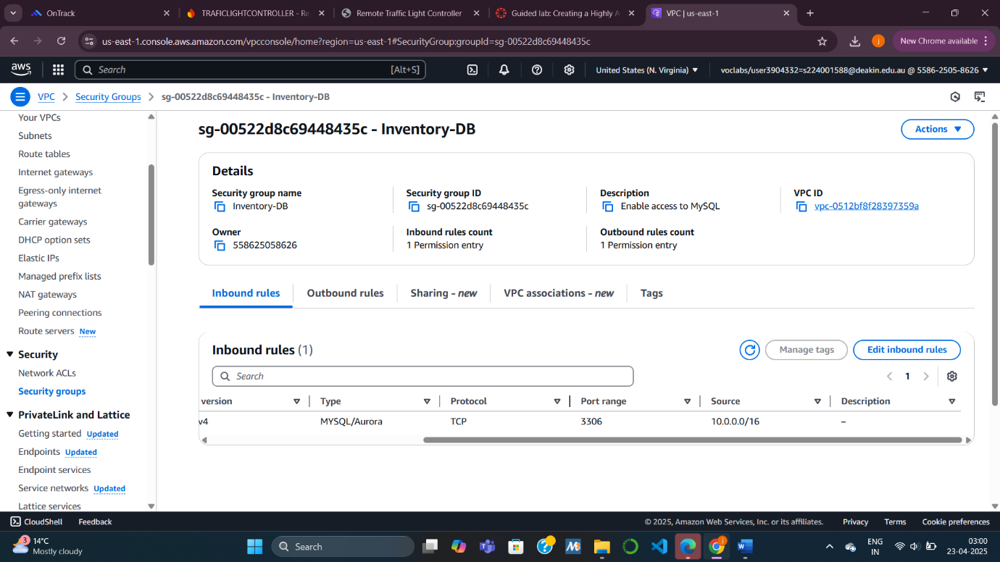 OnTrack
TRAFICLIGHTCONTROLLER - Re
Remote Traffic Light Controller
Guided lab: Creating a Highly A
VPC | us-east-1
us-east-1.console.aws.amazon.com/vpcconsole/home?region=us-east-1#SecurityGroup:groupId=sg-00522d8c69448435c
j
New Chrome available
aws
Search [Alt+S]
United States (N. Virginia)
voclabs/user3904332=s224001588@deakin.edu.au @ 5586-2505-8626
VPC > Security Groups > sg-00522d8c69448435c - Inventory-DB
Your VPCs
Subnets
Route tables
Internet gateways
Egress-only internet
gateways
Carrier gateways
DHCP option sets
Elastic IPs
Managed prefix lists
NAT gateways
Peering connections
Route servers New
Security
Network ACLs
Security groups
PrivateLink and Lattice
Getting started Updated
Endpoints Updated
Endpoint services
Service networks Updated
Lattice services
sg-00522d8c69448435c - Inventory-DB
Actions
Details
Security group name
Inventory-DB
Security group ID
sg-00522d8c69448435c
Description
Enable access to MySQL
VPC ID
vpc-0512bf8f28397359a
Owner
558625058626
Inbound rules count
1 Permission entry
Outbound rules count
1 Permission entry
Inbound rules
Outbound rules
Sharing - new
VPC associations - new
Tags
Inbound rules (1)
Manage tags
Edit inbound rules
Search
1
version Type Protocol Port range Source Description
v4 MYSQL/Aurora TCP 3306 10.0.0.0/16 –
CloudShell Feedback
© 2025, Amazon Web Services, Inc. or its affiliates. Privacy Terms Cookie preferences
3
14°C
Mostly cloudy
Search
j
ENG
IN
03:00
23-04-2025